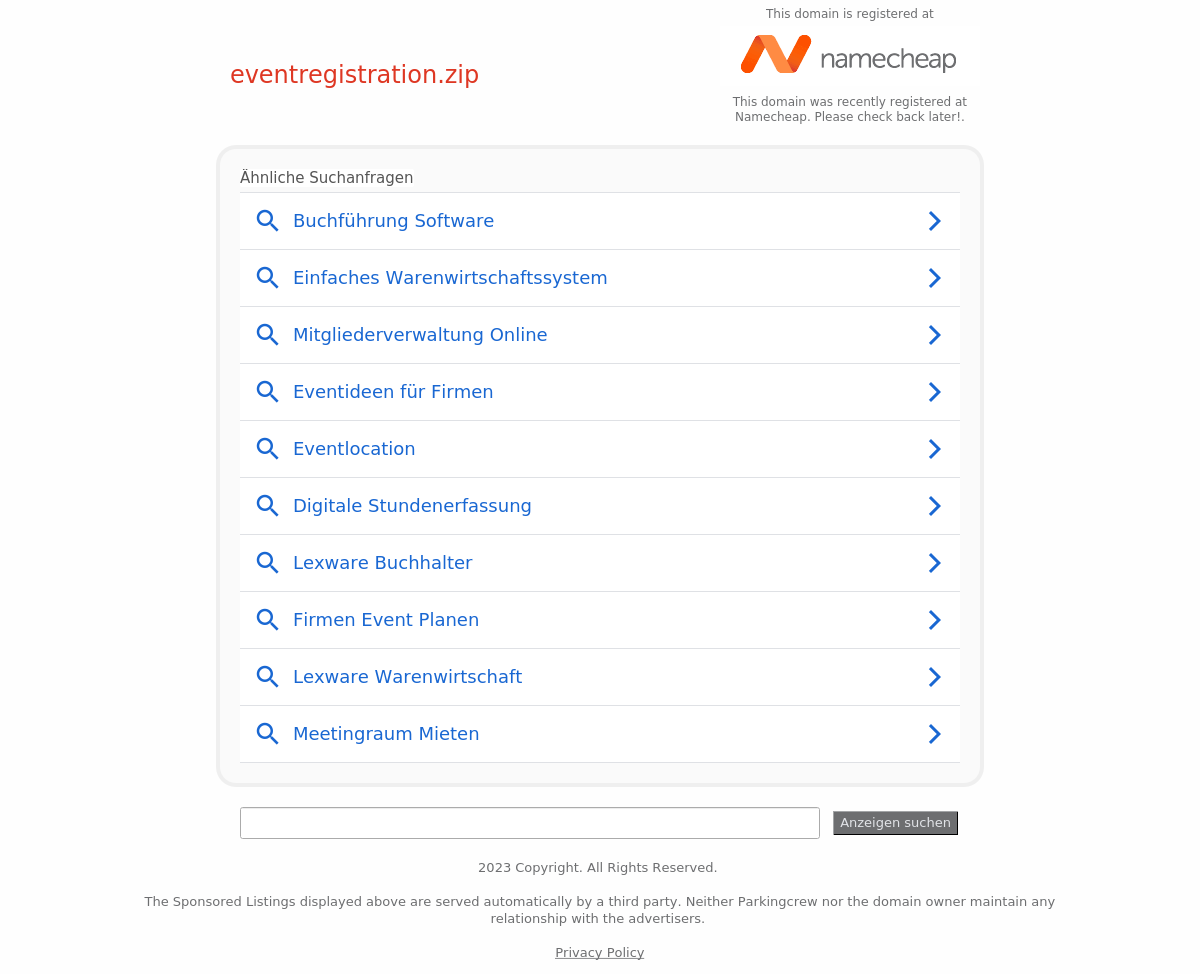 This domain is registered at
namecheap
eventregistration.zip
This domain was recently registered at
Namecheap. Please check back later!.
Ähnliche Suchanfragen
Buchführung Software
Einfaches Warenwirtschaftssystem
Mitgliederverwaltung Online
Eventideen für Firmen
Eventlocation
Digitale Stundenerfassung
Lexware Buchhalter
Firmen Event Planen
Lexware Warenwirtschaft
Meetingraum Mieten
Anzeigen suchen
2023 Copyright. All Rights Reserved.
The Sponsored Listings displayed above are served automatically by a third party. Neither Parkingcrew nor the domain owner maintain any
relationship with the advertisers.
Privacy Policy